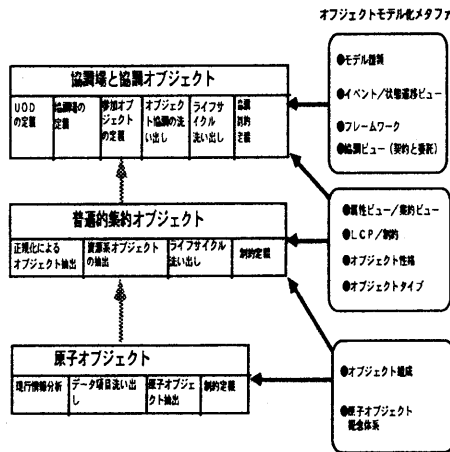 オブジェクトモデル化メタファ
協調場と協調オブジェクト
UOD
の定義
協調場の
定義
参加オブ
ジェクト
の定義
オブジェク
ト協調の洗
い出し
ライフサ
イクル
洗い出し
協調
制約
定義
●モデル複製
●イベント/状態遷移ビュー
●フレームワーク
●協調ビュー(契約と委託)
普遍的集約オブジェクト
正規化による
オブジェクト抽出
資源系オブジェクト
の抽出
ライフサイクル
洗い出し
制約定義
●属性ビュー/集約ビュー
●LCP/制約
●オブジェクト性格
●オブジェクトタイプ
原子オブジェクト
現行情報分析
データ項目洗い出
し
原子オブジェ
クト抽出
制約定義
●オブジェクト組成
●原子オブジェクト
概念体系